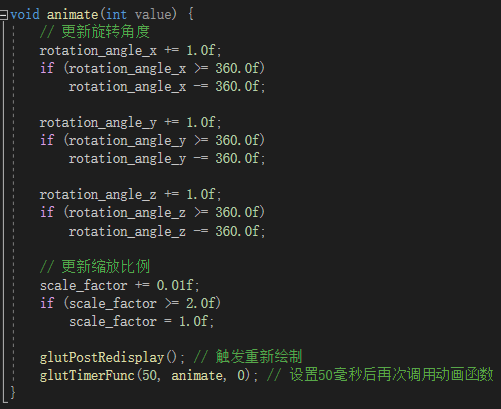 void animate(int value) {
// 更新旋转角度
rotation_angle_x += 1.0f;
if (rotation_angle_x >= 360.0f)
rotation_angle_x -= 360.0f;
rotation_angle_y += 1.0f;
if (rotation_angle_y >= 360.0f)
rotation_angle_y -= 360.0f;
rotation_angle_z += 1.0f;
if (rotation_angle_z >= 360.0f)
rotation_angle_z -= 360.0f;
// 更新缩放比例
scale_factor += 0.01f;
if (scale_factor >= 2.0f)
scale_factor = 1.0f;
glutPostRedisplay(); // 触发重新绘制
glutTimerFunc(50, animate, 0); // 设置50毫秒后再次调用动画函数
}